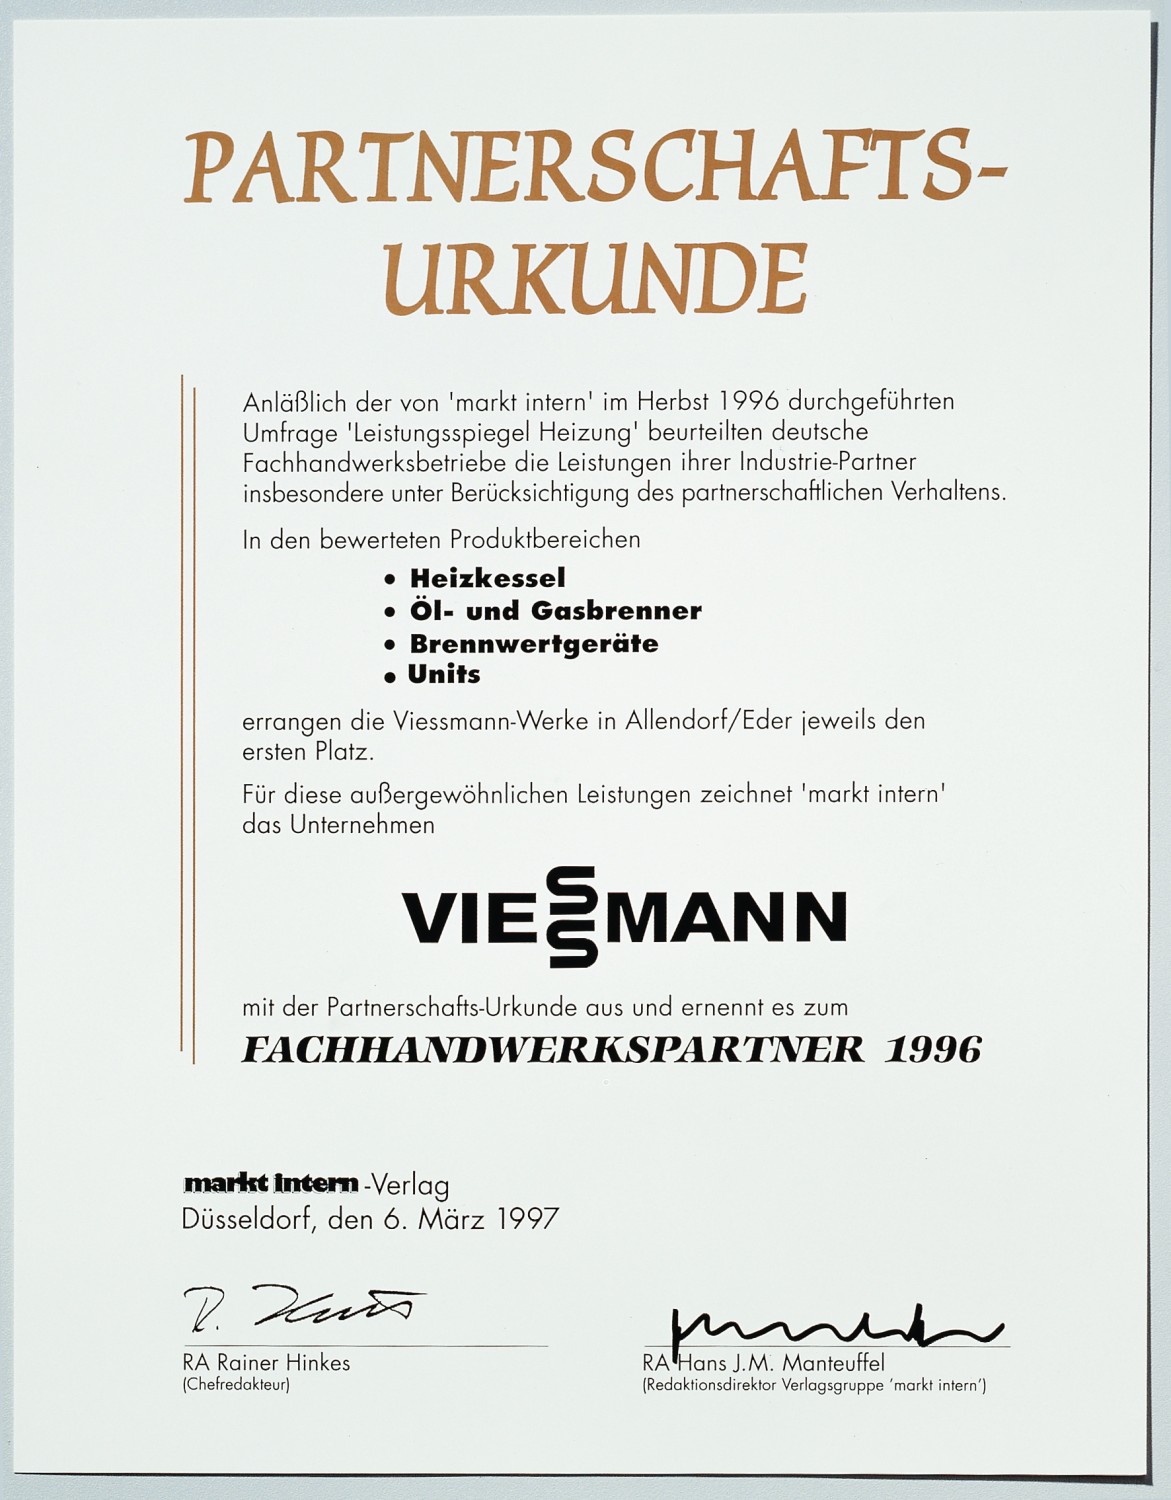 PARTNERSCHAFTS-
URKUNDE
Anläßlich der von 'markt intern' im Herbst 1996 durchgeführten
Umfrage 'Leistungsspiegel Heizung' beurteilten deutsche
Fachhandwerksbetriebe die Leistungen ihrer Industrie-Partner
insbesondere unter Berücksichtigung des partnerschaftlichen Verhaltens.
In den bewerteten Produktbereichen
• Heizkessel
• Öl- und Gasbrenner
• Brennwertgeräte
• Units
errangen die Viessmann-Werke in Allendorf/Eder jeweils den
ersten Platz.
Für diese außergewöhnlichen Leistungen zeichnet 'markt intern'
das Unternehmen
VIESSMANN
mit der Partnerschafts-Urkunde aus und ernennt es zum
FACHHANDWERKSPARTNER 1996
markt intern-Verlag
Düsseldorf, den 6. März 1997
RA Rainer Hinkes
(Chefredakteur)
RA Hans J.M. Manteuffel
(Redaktionsdirektor Verlagsgruppe 'markt intern')